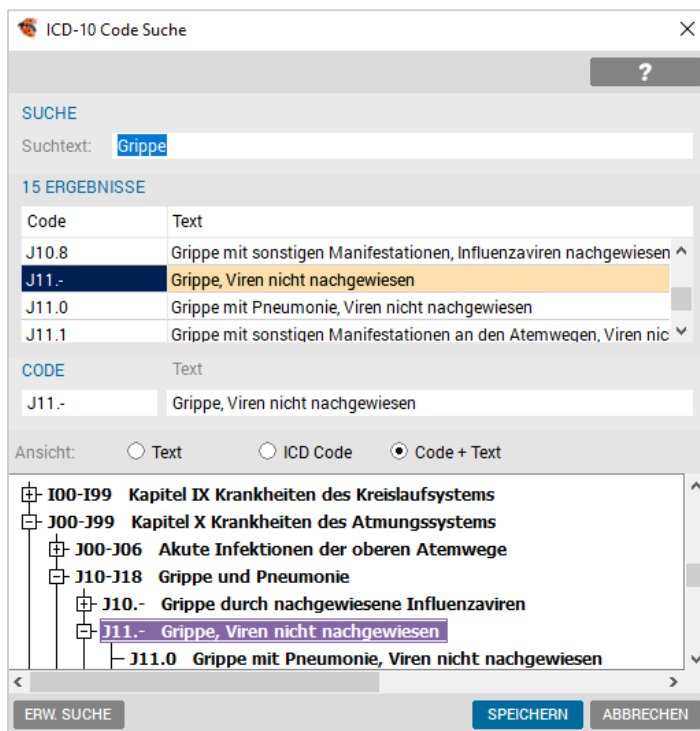 ICD-10 Code Suche
?
SUCHE
Suchtext: Grippe
15 ERGEBNISSE
Code Text
J10.8 Grippe mit sonstigen Manifestationen, Influenzaviren nachgewiesen
J11.- Grippe, Viren nicht nachgewiesen
J11.0 Grippe mit Pneumonie, Viren nicht nachgewiesen
J11.1 Grippe mit sonstigen Manifestationen an den Atemwegen, Viren nic
CODE Text
J11.- Grippe, Viren nicht nachgewiesen
Ansicht: Text ICD Code Code + Text
I00-I99 Kapitel IX Krankheiten des Kreislaufsystems
J00-J99 Kapitel X Krankheiten des Atmungssystems
J00-J06 Akute Infektionen der oberen Atemwege
J10-J18 Grippe und Pneumonie
J10.- Grippe durch nachgewiesene Influenzaviren
J11.- Grippe, Viren nicht nachgewiesen
J11.0 Grippe mit Pneumonie, Viren nicht nachgewiesen
ERW. SUCHE SPEICHERN ABBRECHEN